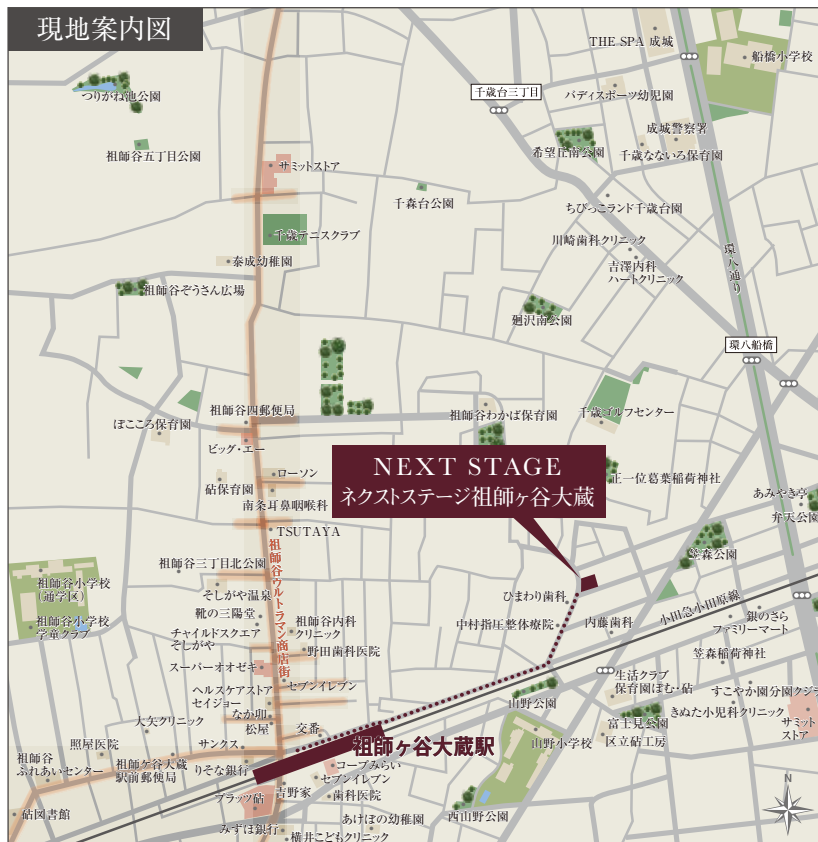 現地案内図
THE SPA 成城
船橋小学校
つりがね池公園
千歳台三丁目
バディスポーツ幼児園
祖師谷五丁目公園
成城警察署
希望丘南公園
千歳なないろ保育園
サミットストア
千森台公園
ちびっこランド千歳台園
千歳テニスクラブ
川崎歯科クリニック
泰成幼稚園
吉澤内科
ハートクリニック
環八通り
祖師谷ぞうさん広場
廻沢南公園
環八船橋
祖師谷四郵便局
祖師谷わかば保育園
千歳ゴルフセンター
ぽこころ保育園
ビッグ・エー
NEXT STAGE
ネクストステージ祖師ヶ谷大蔵
ローソン
砧保育園
南条耳鼻咽喉科
正一位葛葉稲荷神社
あみやき亭
弁天公園
TSUTAYA
祖師谷ウルトラマン商店街
祖師谷三丁目北公園
笠森公園
祖師谷小学校
(通学区)
そしがや温泉
ひまわり歯科
小田急小田原線
靴の三陽堂
祖師谷小学校
学童クラブ
チャイルドスクエア
そしがや
祖師谷内科
クリニック
中村指圧整体療院
内藤歯科
銀のさら
ファミリーマート
野田歯科医院
笠森稲荷神社
スーパーオオゼキ
セブンイレブン
生活クラブ
保育園ぽむ・砧
すこやか園分園クジラ
ヘルスケアストア
セイジョー
山野公園
きぬた小児科クリニック
なか卯
富士見公園
サミット
ストア
大矢クリニック
松屋
交番
区立砧工房
サンクス
祖師ヶ谷大蔵駅
山野小学校
照屋医院
祖師谷
ふれあいセンター
祖師ケ谷大蔵
駅前郵便局
りそな銀行
コープみらい
セブンイレブン
吉野家
歯科医院
プラッツ砧
砧図書館
みずほ銀行
あけぼの幼稚園
西山野公園
横井こどもクリニック
N